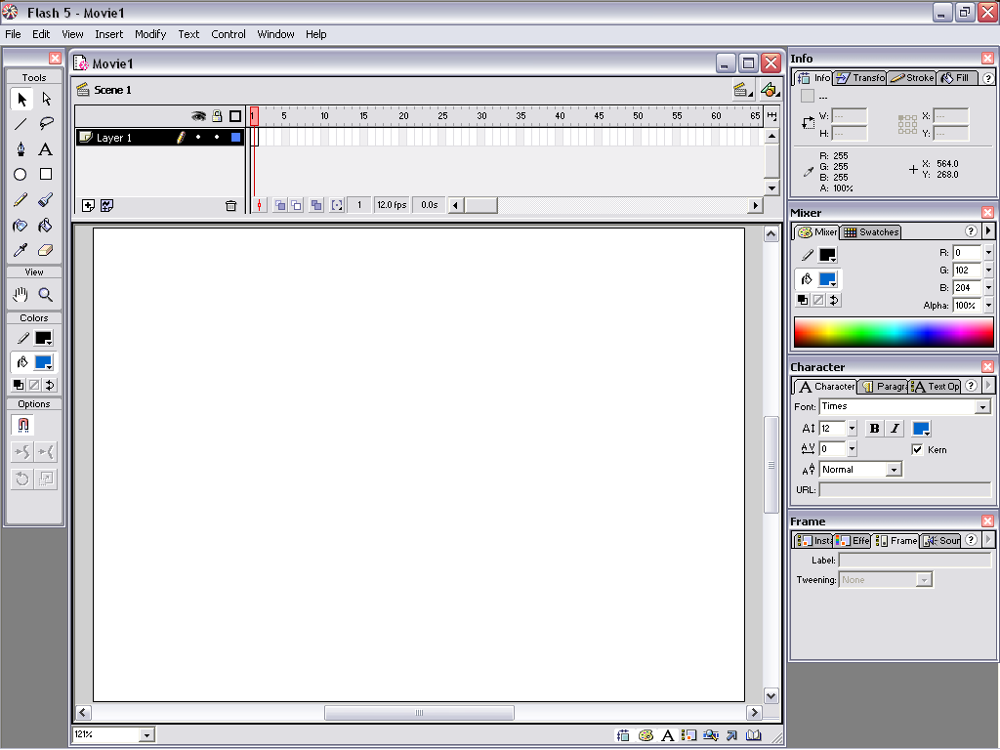 Flash 5 - Movie1
File Edit View Insert Modify Text Control Window Help
Tools
View
Colors
Options
Movie1
Scene 1
1 5 10 15 20 25 30 35 40 45 50 55 60 65
Layer 1
1 12.0 fps 0.0s
121%
Info
Info Transfo Stroke Fill ?
---
W: --- X: ---
H: --- Y: ---
R: 255
G: 255 X: 564.0
B: 255 Y: 268.0
A: 100%
Mixer
Mixer Swatches ?
R: 0
G: 102
B: 204
Alpha: 100%
Character
A Character Paragra A Text Op ?
Font: Times
12 B I
0 Kern
Normal
URL:
Frame
Insta Effe Frame Sour ?
Label:
Tweening: None